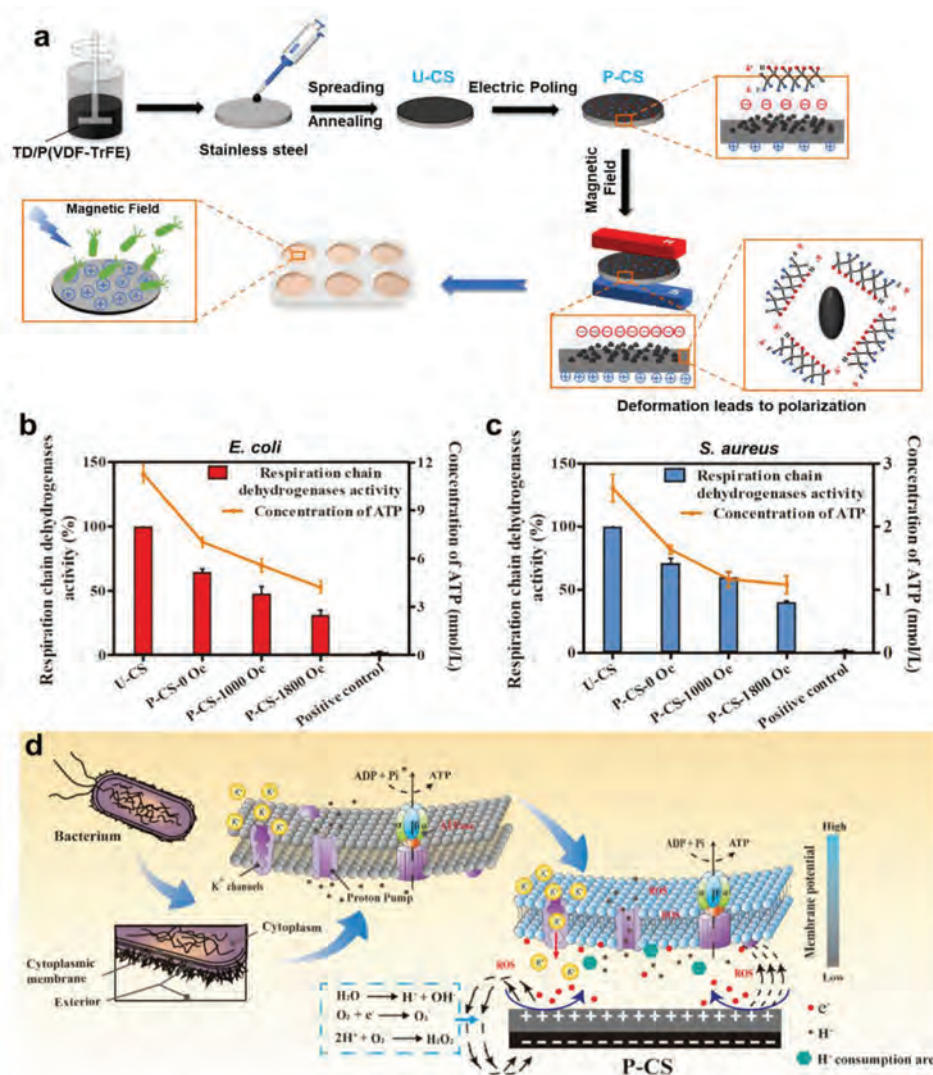 a
U-CS
P-CS
Spreading
Annealing
Electric Poling
TD/P(VDF-TrFE)
Stainless steel
Magnetic
Field
Magnetic Field
Deformation leads to polarization
b
E. coli
Respiration chain dehydrogenases
activity (%)
150
100
50
0
Respiration chain
dehydrogenases activity
Concentration of ATP
12
9
6
3
0
Concentration
of ATP (nmol/L)
U-CS
P-CS-0 Oe
P-CS-1000 Oe
P-CS-1800 Oe
Positive control
c
S. aureus
Respiration chain dehydrogenases
activity (%)
150
100
50
0
Respiration chain
dehydrogenases activity
Concentration of ATP
3
2
1
0
Concentration
of ATP (nmol/L)
U-CS
P-CS-0 Oe
P-CS-1000 Oe
P-CS-1800 Oe
Positive control
d
Bacterium
ADP + Pi
ATP
ATPase
K⁺ channels
Proton Pump
Cytoplasm
Cytoplasmic
membrane
Exterior
ADP + Pi
ATP
ROS
ROS
ROS
ROS
High
Membrane potential
Low
H₂O → H⁺ + OH⁻
O₂ + e⁻ → O₂⁻
2H⁺ + O₂ → H₂O₂
P-CS
e⁻
H⁺
H⁺ consumption are